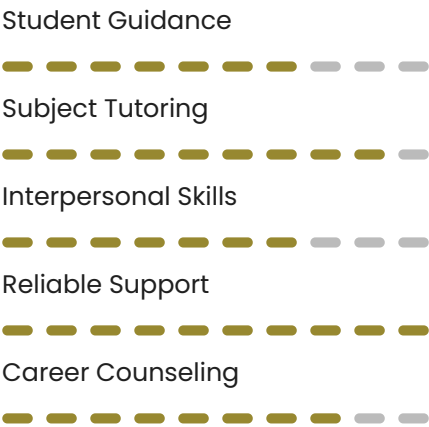 Student Guidance
Subject Tutoring
Interpersonal Skills
Reliable Support
Career Counseling